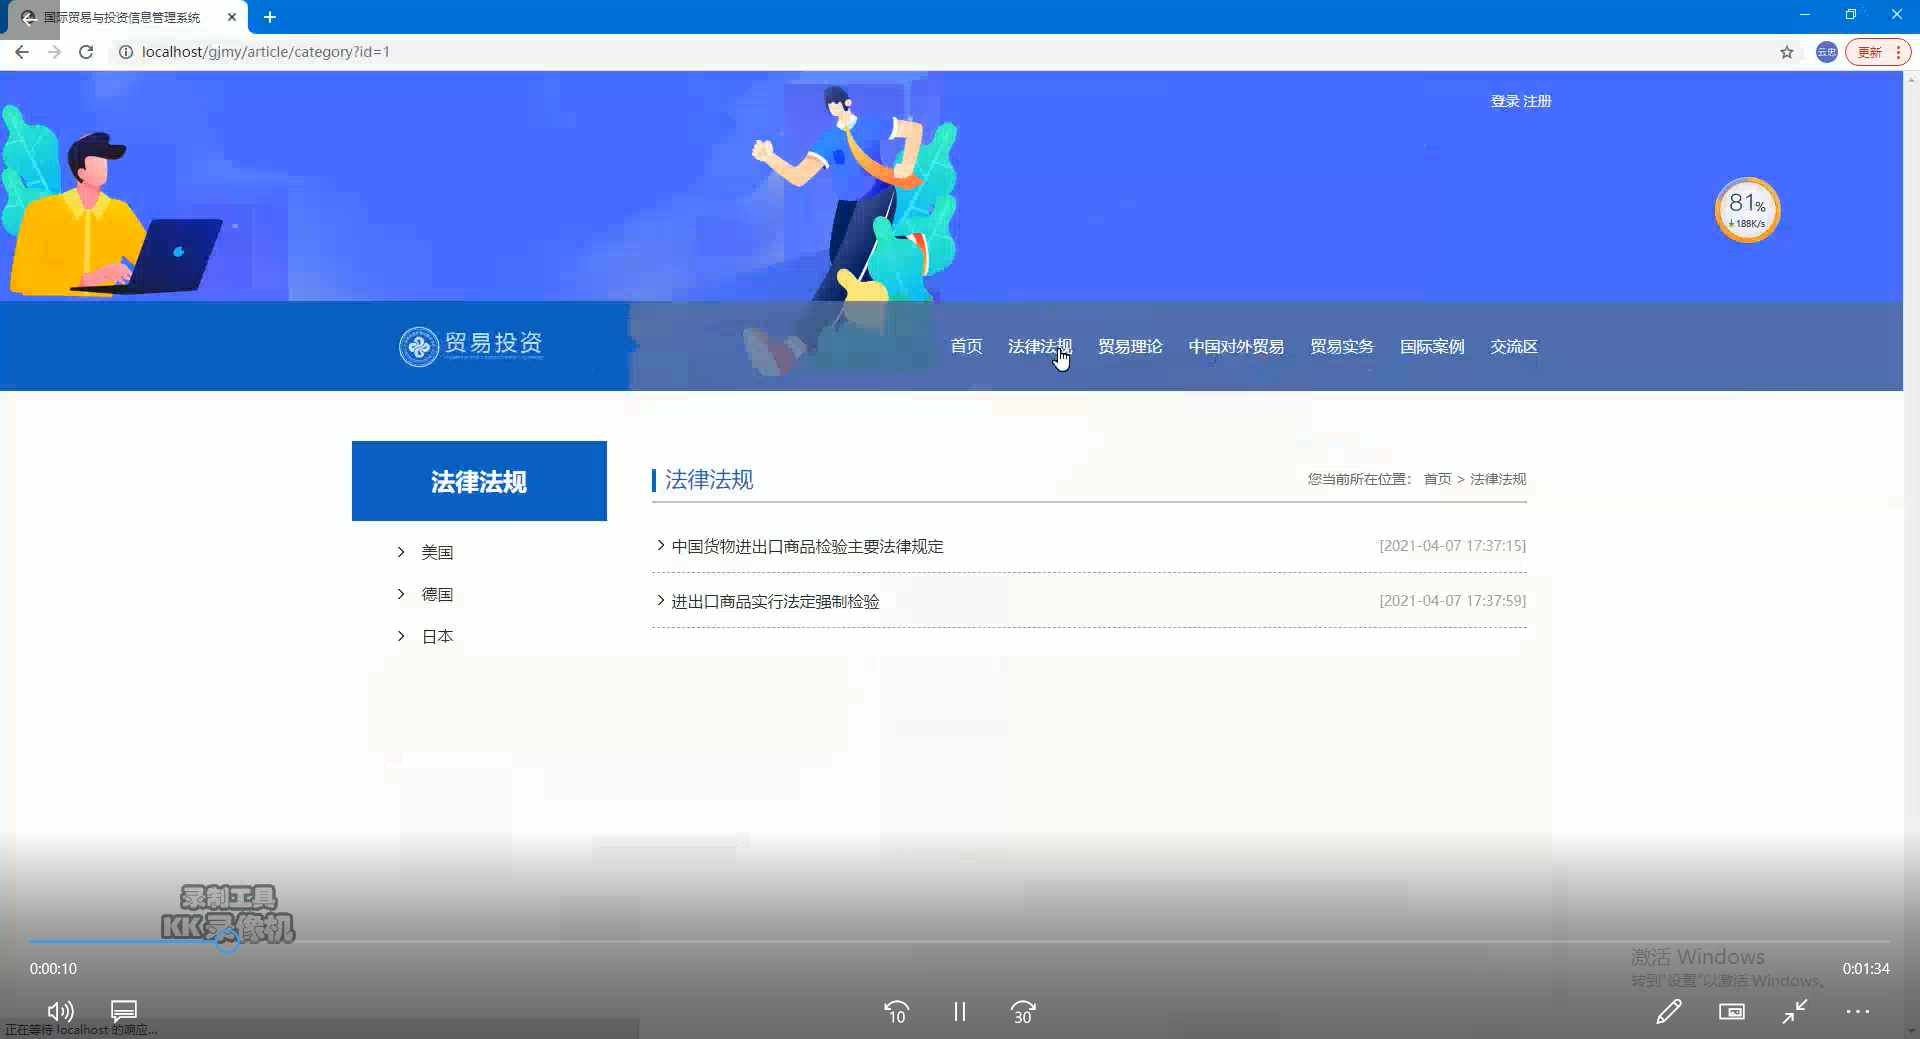 国际贸易与投资信息管理系统
localhost/gjmy/article/category?id=1
云忠
更新
登录 注册
81%
188K/s
贸易投资
首页 法律法规 贸易理论 中国对外贸易 贸易实务 国际案例 交流区
法律法规
美国
德国
日本
法律法规
您当前所在位置： 首页 > 法律法规
中国货物进出口商品检验主要法律规定 [2021-04-07 17:37:15]
进出口商品实行法定强制检验 [2021-04-07 17:37:59]
录制工具
KK录像机
激活 Windows
转到"设置"以激活 Windows。
0:00:10
0:01:34
10
30
正在等待 localhost 的响应...